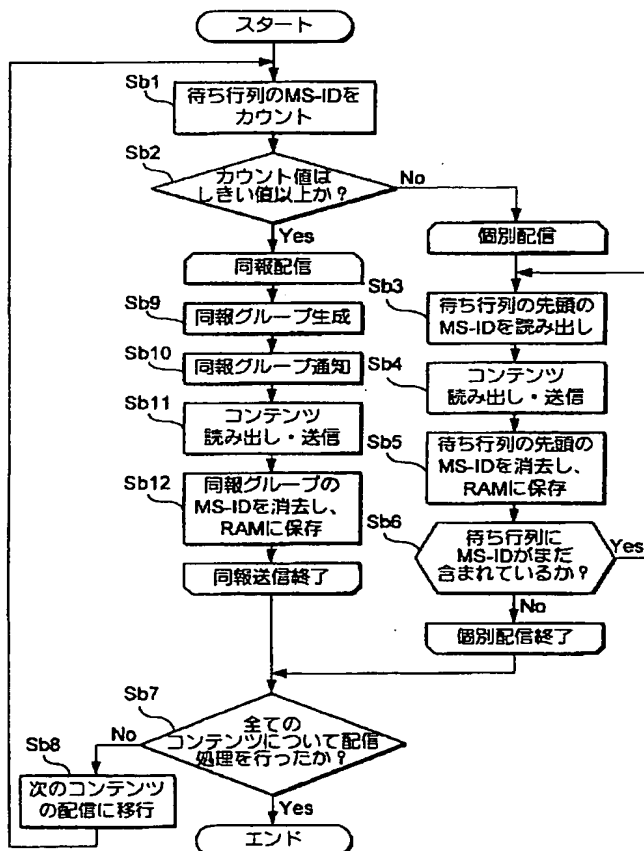 スタート
Sb1
待ち行列のMS-IDを
カウント
Sb2
カウント値は
しきい値以上か？
No
Yes
同報配信
Sb9
同報グループ生成
Sb10
同報グループ通知
Sb11
コンテンツ
読み出し・送信
Sb12
同報グループの
MS-IDを消去し、
RAMに保存
同報送信終了
個別配信
Sb3
待ち行列の先頭の
MS-IDを読み出し
Sb4
コンテンツ
読み出し・送信
Sb5
待ち行列の先頭の
MS-IDを消去し、
RAMに保存
Sb6
待ち行列に
MS-IDがまだ
含まれているか？
Yes
No
個別配信終了
Sb7
全ての
コンテンツについて配信
処理を行ったか？
No
Sb8
次のコンテンツ
の配信に移行
Yes
エンド